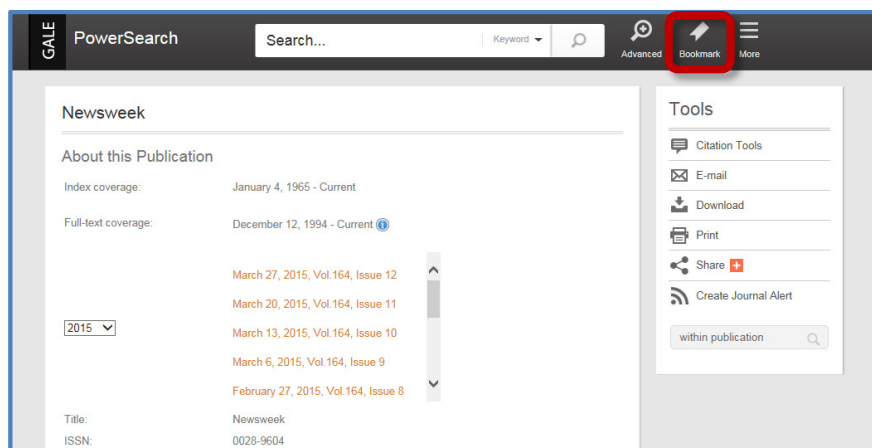 GALE
PowerSearch
Search...
Keyword
Advanced
Bookmark
More
Newsweek
About this Publication
Index coverage: January 4, 1965 - Current
Full-text coverage: December 12, 1994 - Current
March 27, 2015, Vol.164, Issue 12
March 20, 2015, Vol.164, Issue 11
2015
March 13, 2015, Vol.164, Issue 10
March 6, 2015, Vol.164, Issue 9
February 27, 2015, Vol.164, Issue 8
Title: Newsweek
ISSN: 0028-9604
Tools
Citation Tools
E-mail
Download
Print
Share
Create Journal Alert
within publication